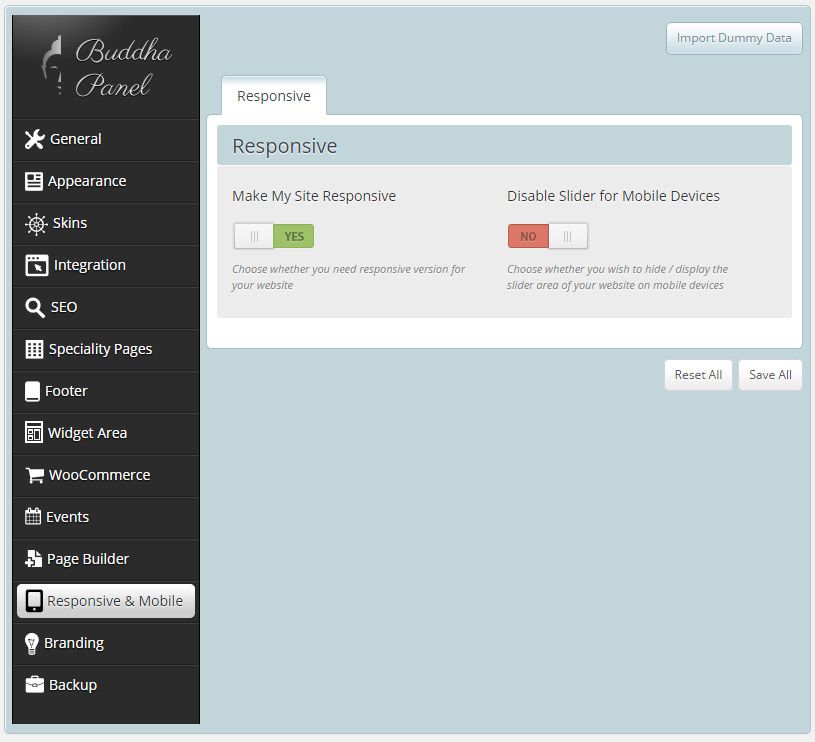 Buddha
Panel
General
Appearance
Skins
Integration
SEO
Speciality Pages
Footer
Widget Area
WooCommerce
Events
Page Builder
Responsive & Mobile
Branding
Backup
Import Dummy Data
Responsive
Responsive
Make My Site Responsive
YES
Choose whether you need responsive version for
your website
Disable Slider for Mobile Devices
NO
Choose whether you wish to hide / display the
slider area of your website on mobile devices
Reset All
Save All